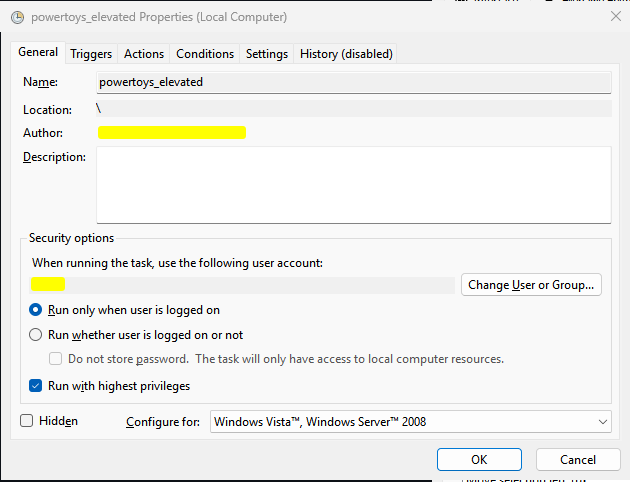 powertoys_elevated Properties (Local Computer)
General Triggers Actions Conditions Settings History (disabled)
Name: powertoys_elevated
Location: \
Author:
Description:
Security options
When running the task, use the following user account:
Change User or Group...
Run only when user is logged on
Run whether user is logged on or not
Do not store password. The task will only have access to local computer resources.
Run with highest privileges
Hidden Configure for: Windows Vista™, Windows Server™ 2008
OK Cancel